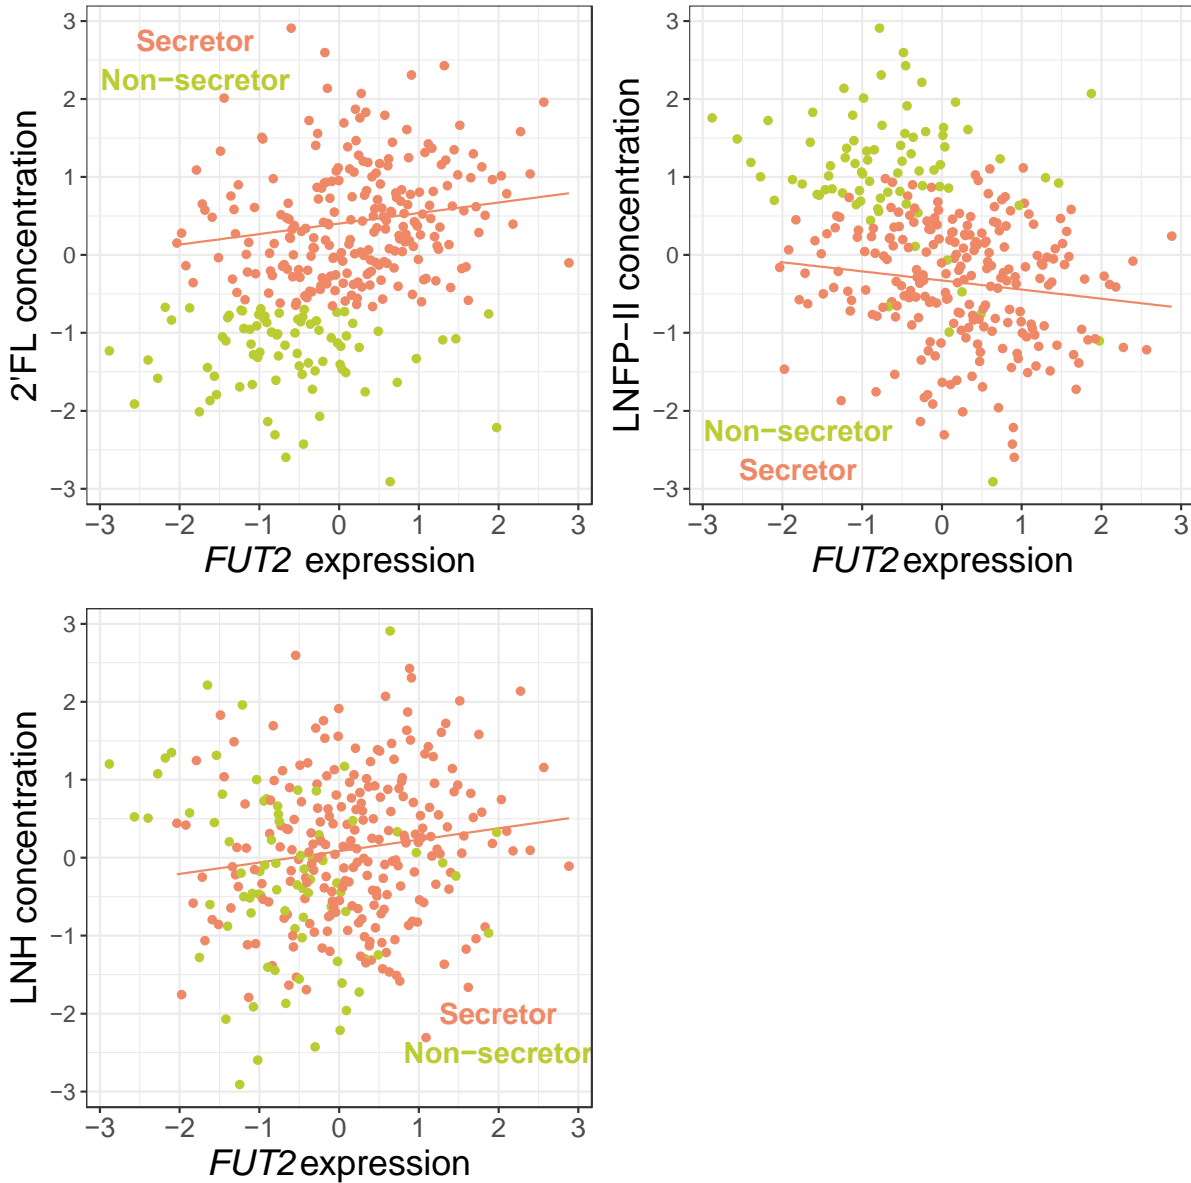 3
2
1
0
−1
−2
−3
2'FL concentration
Secretor
Non−secretor
−3 −2 −1 0 1 2 3
FUT2 expression
3
2
1
0
−1
−2
−3
LNFP−II concentration
Non−secretor
Secretor
−3 −2 −1 0 1 2 3
FUT2 expression
3
2
1
0
−1
−2
−3
LNH concentration
Secretor
Non−secretor
−3 −2 −1 0 1 2 3
FUT2 expression